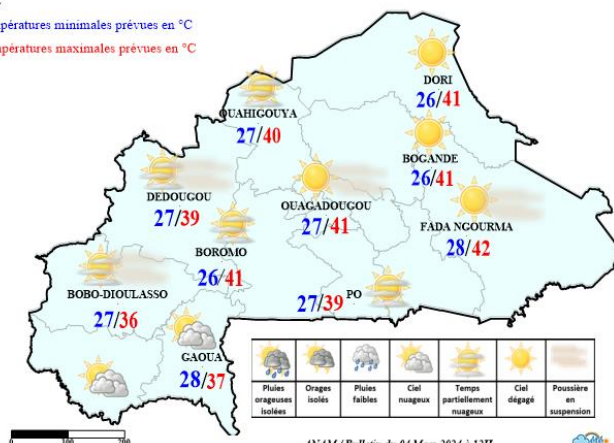 pératures minimales prévues en °C
pératures maximales prévues en °C
DORI
26/41
OUAHIGOUYA
27/40
BOGANDE
26/41
DEDOUGOU
27/39
OUAGADOUGOU
27/41
FADA NGOURMA
28/42
BOROMO
26/41
BOBO-DIOULASSO
27/36
27/39 PO
GAOUA
28/37
Pluies orageuses isolées
Orages isolés
Pluies faibles
Ciel nuageux
Temps partiellement nuageux
Ciel dégagé
Poussière en suspension